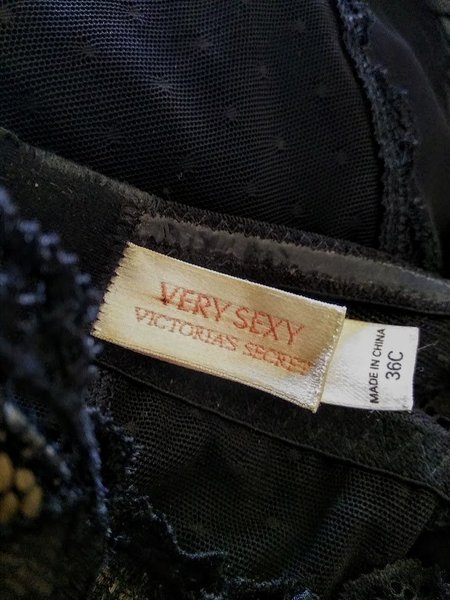 VERY SEXY
VICTORIA'S SECRET
MADE IN CHINA
36C